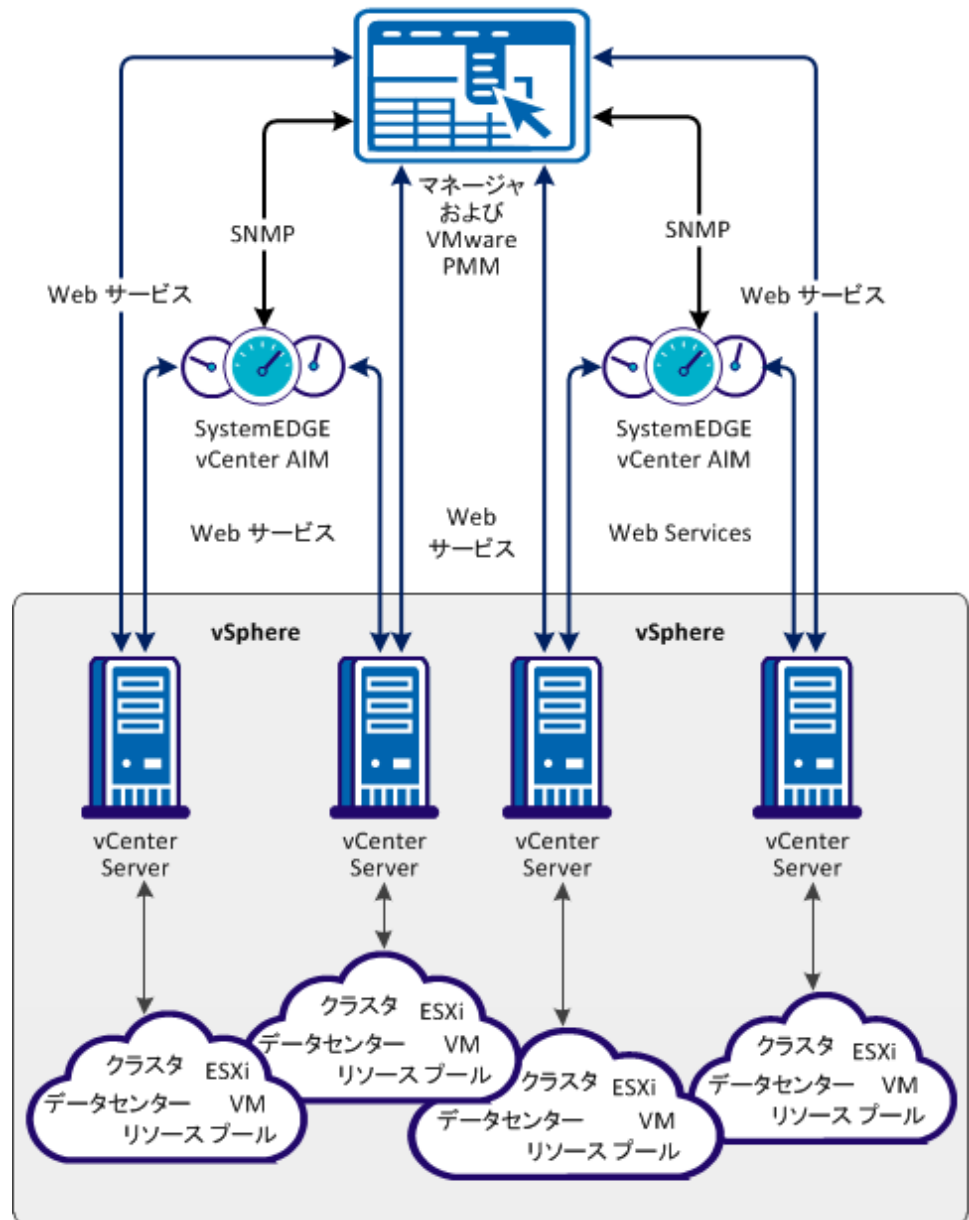 マネージャ
および
VMware
PMM
SNMP
SNMP
Web サービス
Web サービス
SystemEDGE
vCenter AIM
SystemEDGE
vCenter AIM
Web サービス
Web
サービス
Web Services
vSphere
vSphere
vCenter
Server
vCenter
Server
vCenter
Server
vCenter
Server
クラスタ ESXi
データセンター VM
リソース プール
クラスタ ESXi
データセンター VM
リソース プール
クラスタ ESXi
データセンター VM
リソース プール
クラスタ ESXi
データセンター VM
リソース プール